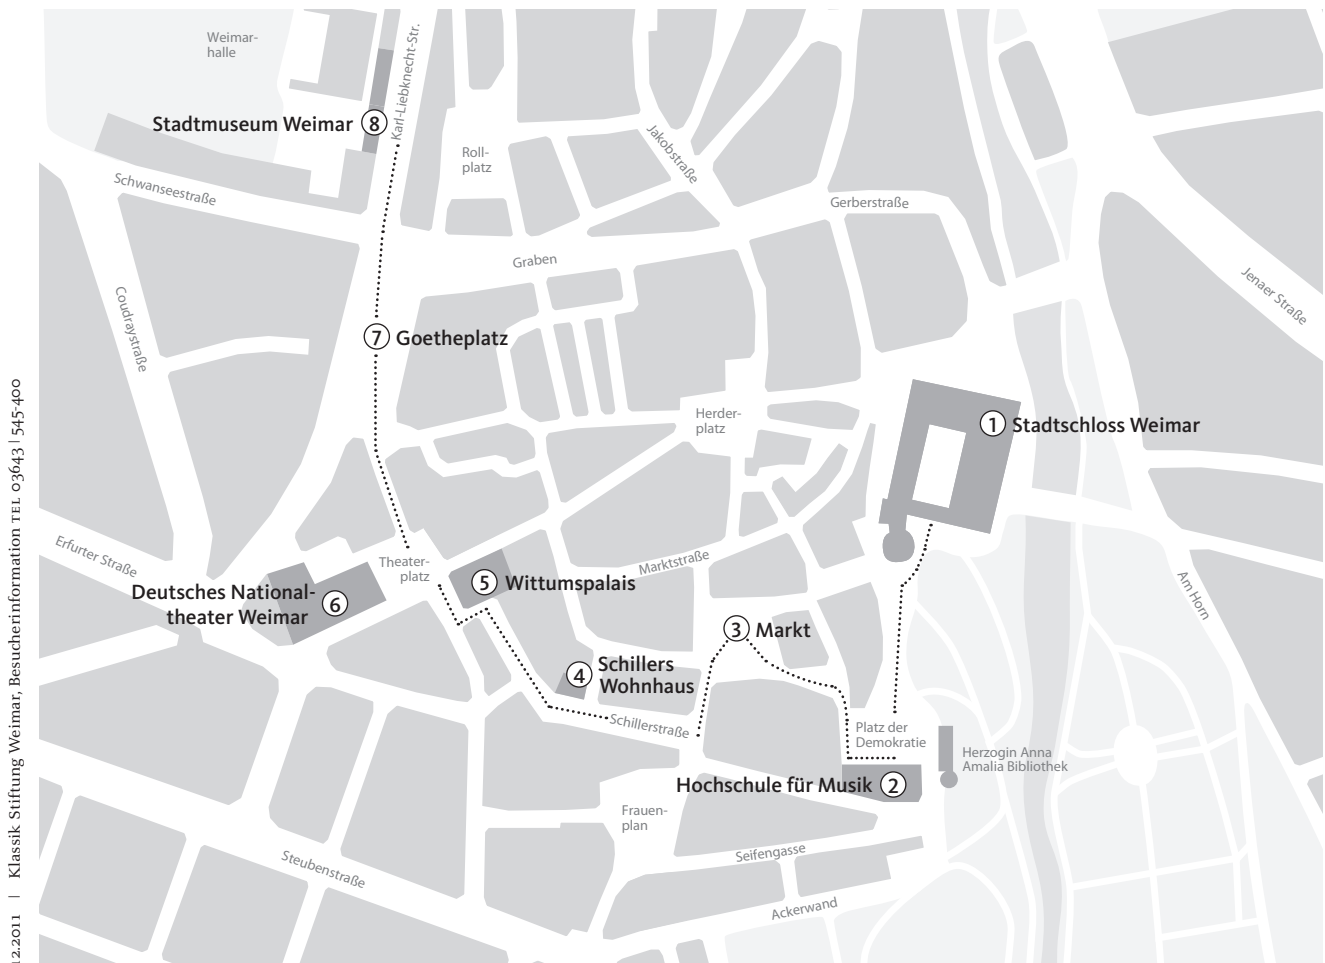 Weimar-
halle
Karl-Liebknecht-Str.
Stadtmuseum Weimar 8
Roll-
platz
Jakobstraße
Schwanseestraße
Gerberstraße
Graben
Jenaer Straße
Coudraystraße
7 Goetheplatz
Herder-
platz
1 Stadtschloss Weimar
Erfurter Straße
Theater-
platz
Marktstraße
Am Horn
5 Wittumspalais
Deutsches National-
theater Weimar 6
3 Markt
4 Schillers
Wohnhaus
Schillerstraße
Platz der
Demokratie
Herzogin Anna
Amalia Bibliothek
Hochschule für Musik 2
Frauen-
plan
Seifengasse
Steubenstraße
Ackerwand
12.2011 | Klassik Stiftung Weimar, Besucherinformation TEL 03643 | 545-400